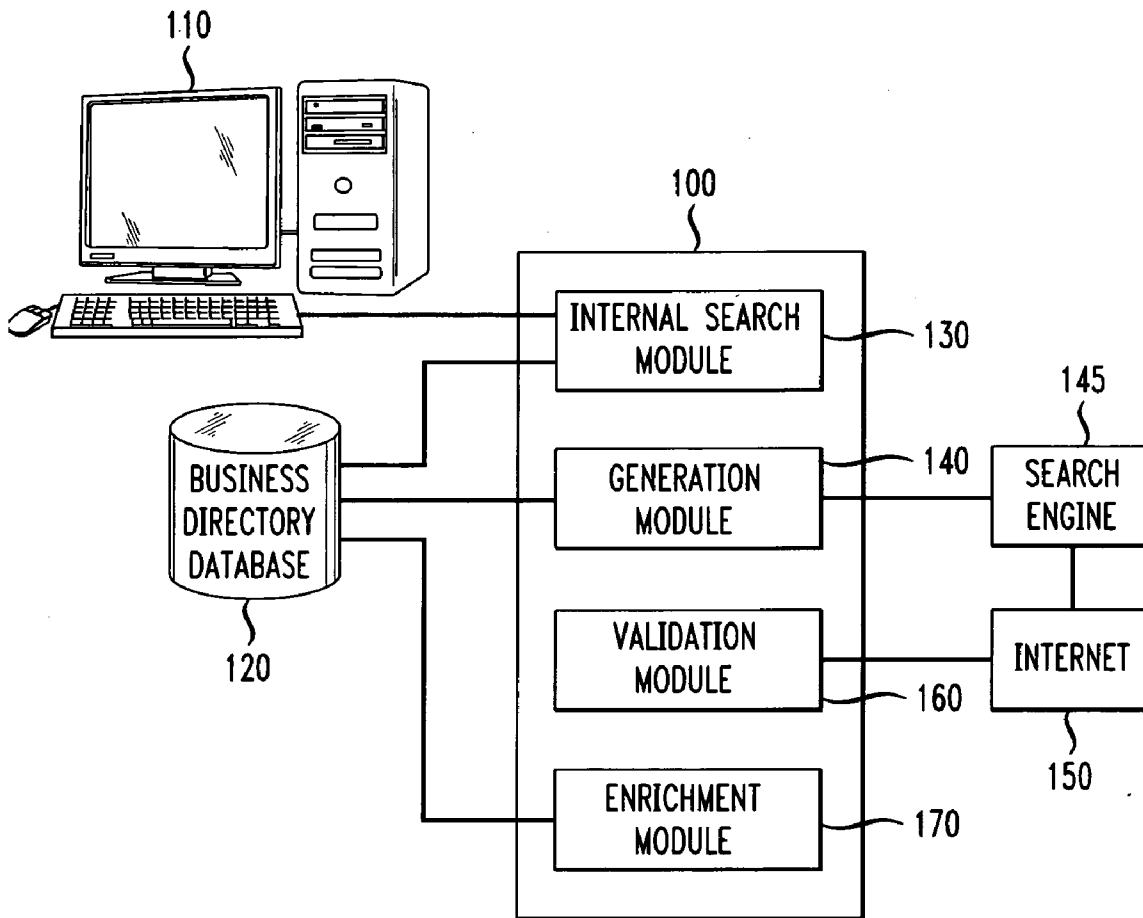 110
100
INTERNAL SEARCH
MODULE
130
145
BUSINESS
DIRECTORY
DATABASE
120
GENERATION
MODULE
140
SEARCH
ENGINE
VALIDATION
MODULE
160
INTERNET
150
ENRICHMENT
MODULE
170